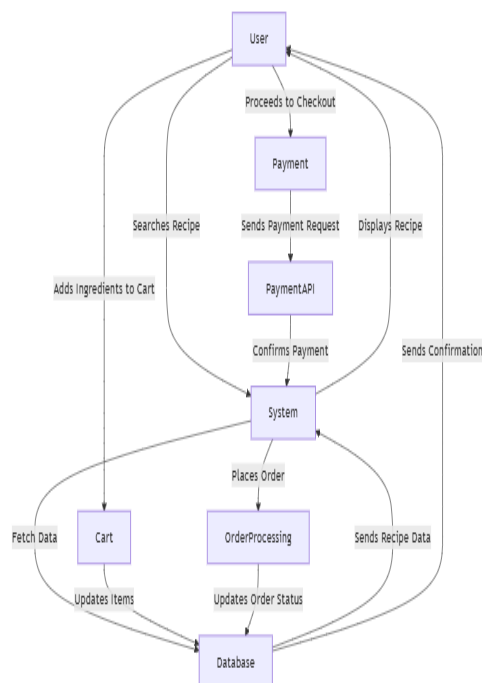 User
Proceeds to Checkout
Payment
Searches Recipe
Sends Payment Request
Displays Recipe
Adds Ingredients to Cart
PaymentAPI
Confirms Payment
Sends Confirmation
System
Places Order
Fetch Data
Cart
OrderProcessing
Sends Recipe Data
Updates Items
Updates Order Status
Database